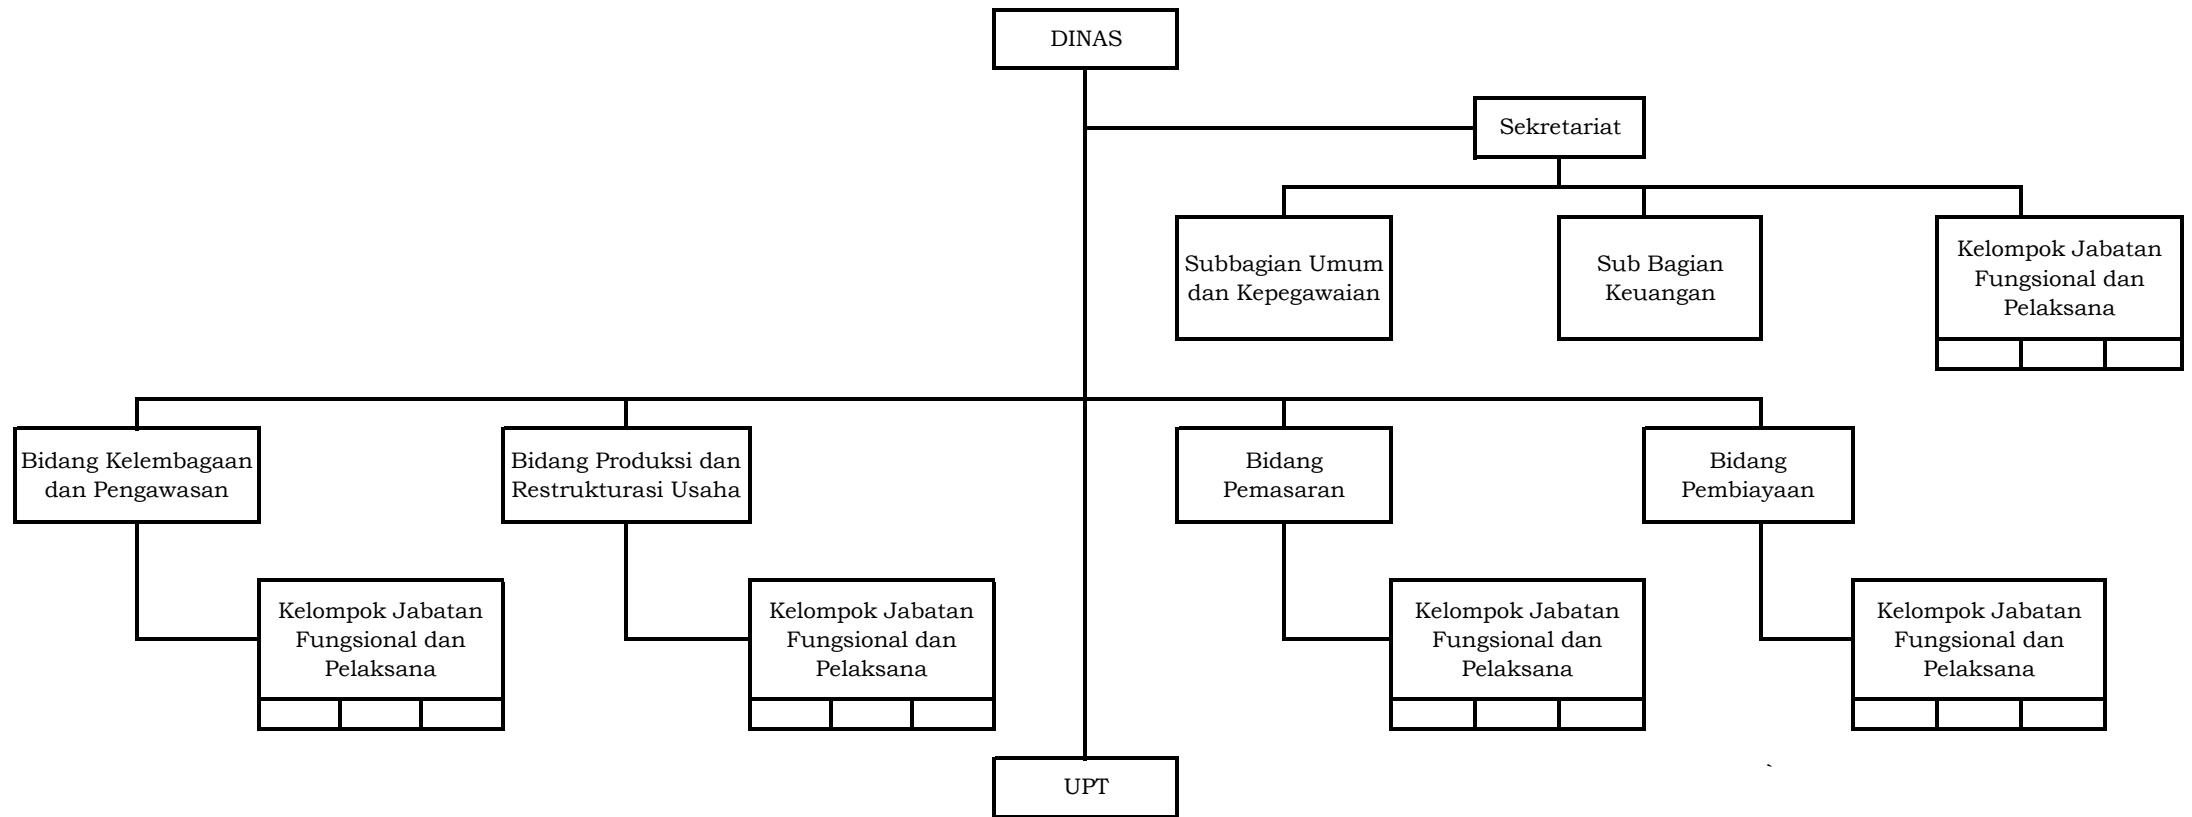 DINAS
Sekretariat
Subbagian Umum
dan Kepegawaian
Sub Bagian
Keuangan
Kelompok Jabatan
Fungsional dan
Pelaksana
Bidang Kelembagaan
dan Pengawasan
Bidang Produksi dan
Restrukturasi Usaha
Bidang
Pemasaran
Bidang
Pembiayaan
Kelompok Jabatan
Fungsional dan
Pelaksana
Kelompok Jabatan
Fungsional dan
Pelaksana
Kelompok Jabatan
Fungsional dan
Pelaksana
Kelompok Jabatan
Fungsional dan
Pelaksana
`
UPT